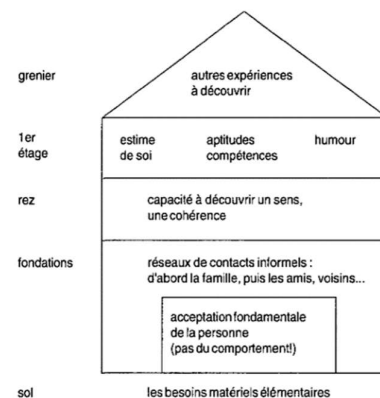 grenier
autres expériences
à découvrir
1er
étage
estime
de soi
aptitudes
compétences
humour
rez
capacité à découvrir un sens,
une cohérence
fondations
réseaux de contacts informels :
d'abord la famille, puis les amis, voisins...
acceptation fondamentale
de la personne
(pas du comportement!)
sol
les besoins matériels élémentaires